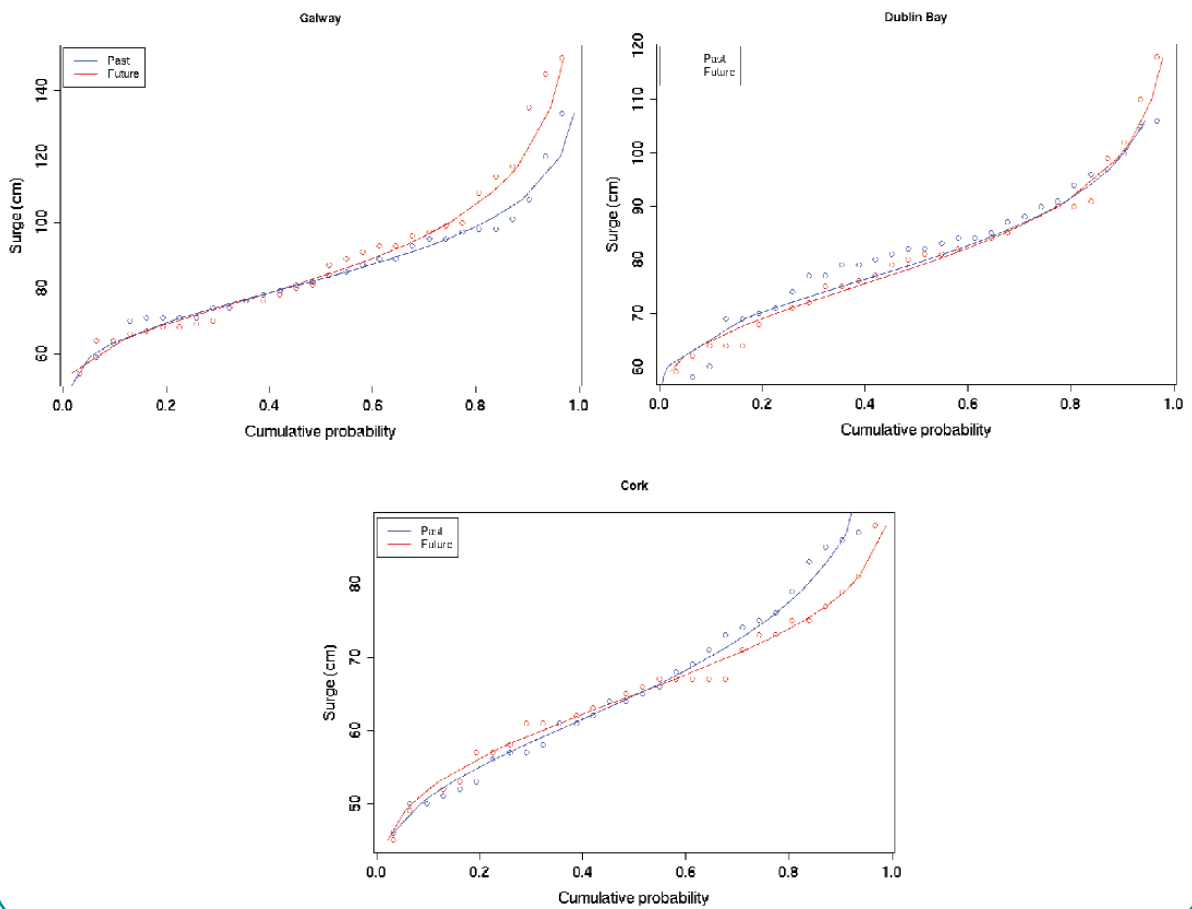 Galway
Past
Future
140
120
100
80
60
Surge (cm)
0.0 0.2 0.4 0.6 0.8 1.0
Cumulative probability
Dublin Bay
Past
Future
120
110
100
90
80
70
60
Surge (cm)
0.0 0.2 0.4 0.6 0.8 1.0
Cumulative probability
Cork
Past
Future
80
70
60
50
Surge (cm)
0.0 0.2 0.4 0.6 0.8 1.0
Cumulative probability